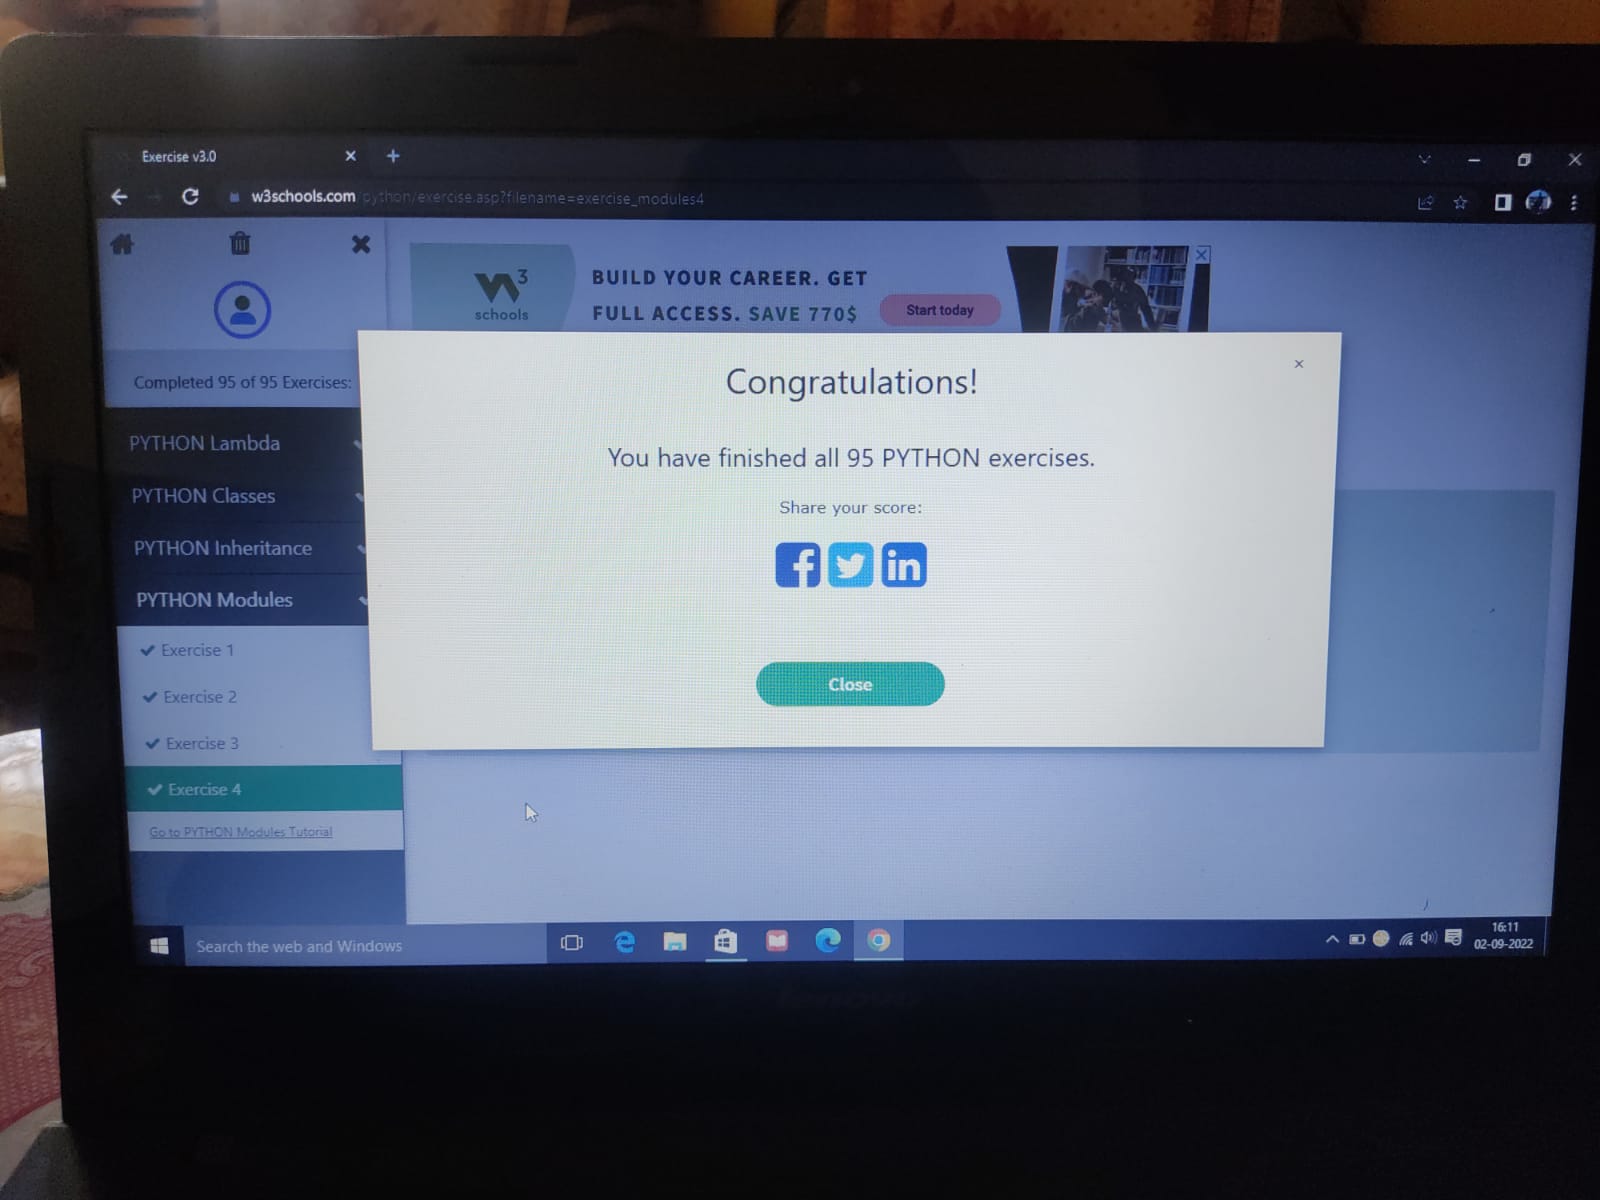 Exercise v3.0
w3schools.com/python/exercise.asp?filename=exercise_modules4
3
schools
BUILD YOUR CAREER. GET
FULL ACCESS. SAVE 770$
Start today
Completed 95 of 95 Exercises:
PYTHON Lambda
PYTHON Classes
PYTHON Inheritance
PYTHON Modules
Exercise 1
Exercise 2
Exercise 3
Exercise 4
Go to PYTHON Modules Tutorial
Congratulations!
You have finished all 95 PYTHON exercises.
Share your score:
Close
Search the web and Windows
16:11
02-09-2022
lenovo